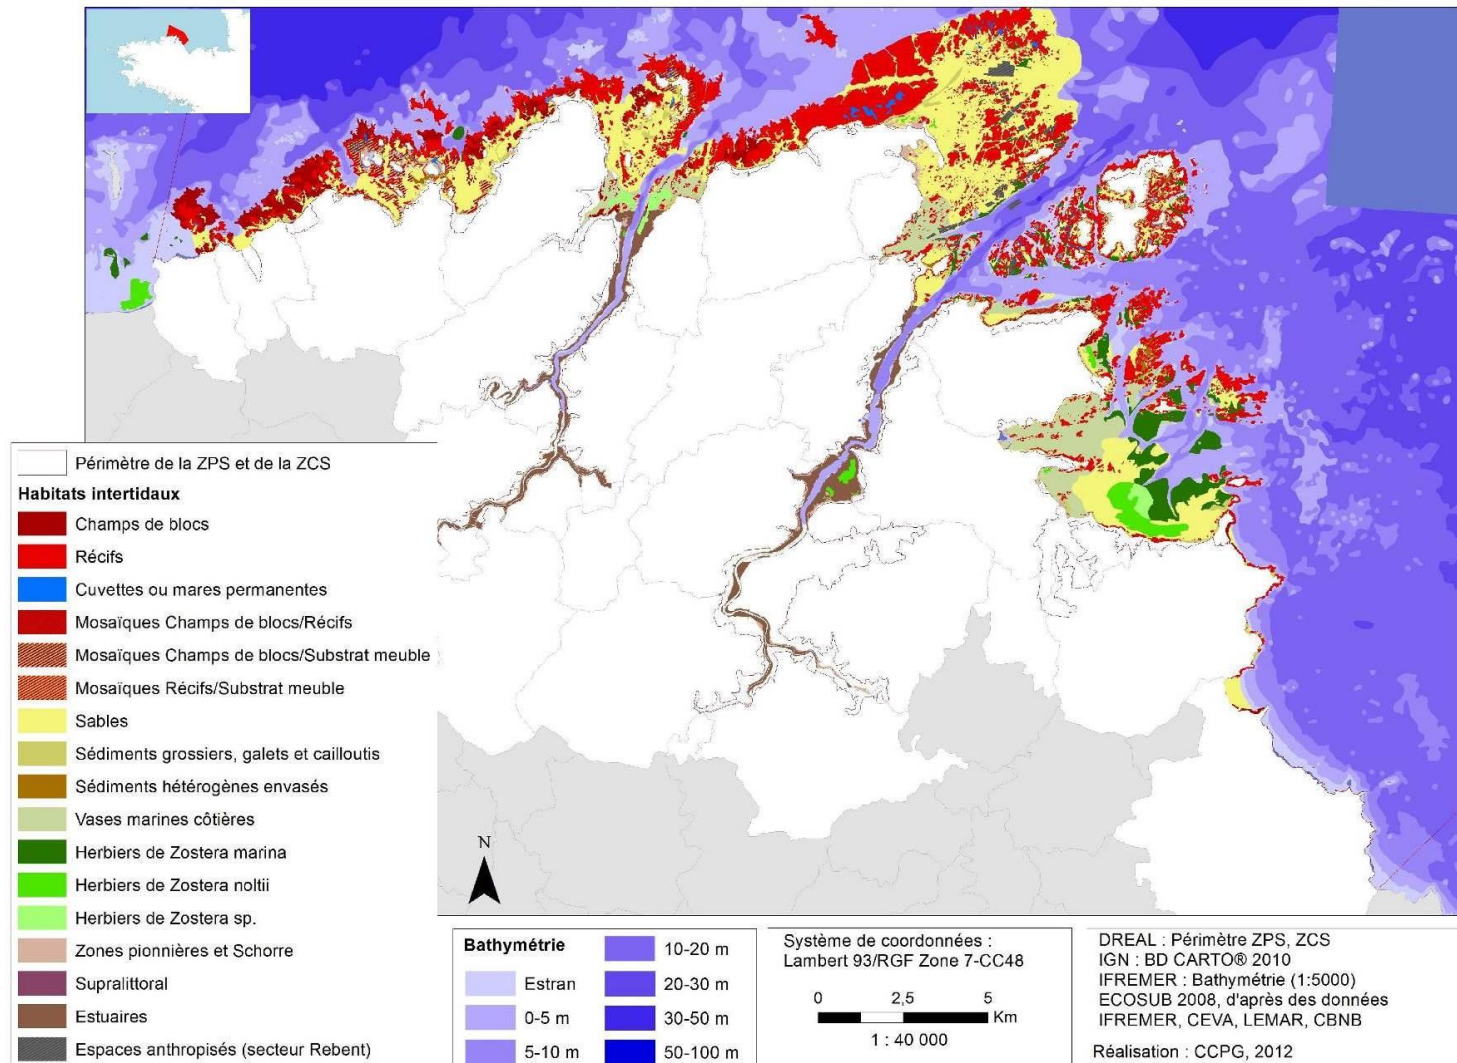 Périmètre de la ZPS et de la ZCS
Habitats intertidaux
Champs de blocs
Récifs
Cuvettes ou mares permanentes
Mosaïques Champs de blocs/Récifs
Mosaïques Champs de blocs/Substrat meuble
Mosaïques Récifs/Substrat meuble
Sables
Sédiments grossiers, galets et cailloutis
Sédiments hétérogènes envasés
Vases marines côtières
Herbiers de Zostera marina
Herbiers de Zostera noltii
Herbiers de Zostera sp.
Zones pionnières et Schorre
Supralittoral
Estuaires
Espaces anthropisés (secteur Rebent)
N
Bathymétrie
Estran
0-5 m
5-10 m
10-20 m
20-30 m
30-50 m
50-100 m
Système de coordonnées :
Lambert 93/RGF Zone 7-CC48
0 2,5 5
Km
1 : 40 000
DREAL : Périmètre ZPS, ZCS
IGN : BD CARTO® 2010
IFREMER : Bathymétrie (1:5000)
ECOSUB 2008, d'après des données
IFREMER, CEVA, LEMAR, CBNB
Réalisation : CCPG, 2012